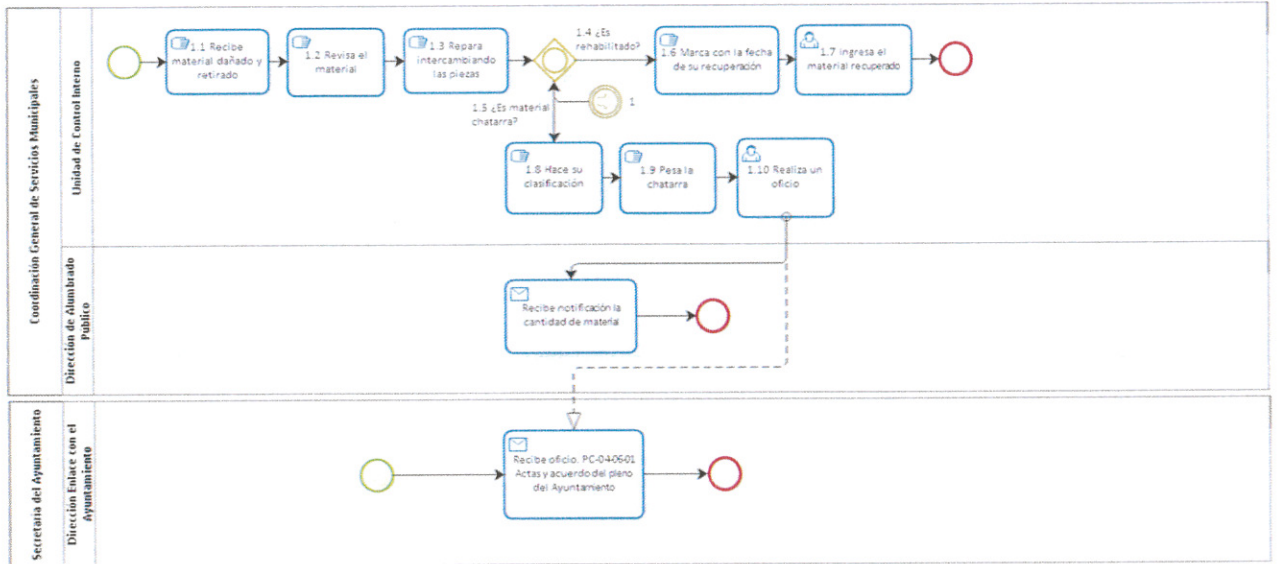 Coordinación General de Servicios Municipales
Unidad de Control Interno
1.1 Recibe
material dañado y
retirado
1.2 Revisa el
material
1.3 Repara
intercambiando
las piezas
1.4 ¿Es
rehabilitado?
1.6 Marca con la fecha
de su recuperación
1.7 Ingresa el
material recuperado
1.5 ¿Es material
chatarra?
1
1.8 Hace su
clasificación
1.9 Pesa la
chatarra
1.10 Realiza un
oficio
Dirección de Alumbrado
Público
Recibe notificación la
cantidad de material
Secretaria del Ayuntamiento
Dirección Enlace con el
Ayuntamiento
Recibe oficio. PC-04-06-01
Actas y acuerdo del pleno
del Ayuntamiento